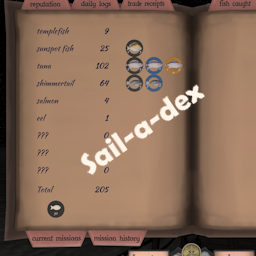 reputation
daily logs
trade receipts
fish caught
templefish 9
sunspot fish 25
tuna 102
shimmertail 64
salmon 4
eel 1
??? 0
??? 0
??? 0
Total 205
Sail-a-dex
current missions
mission history